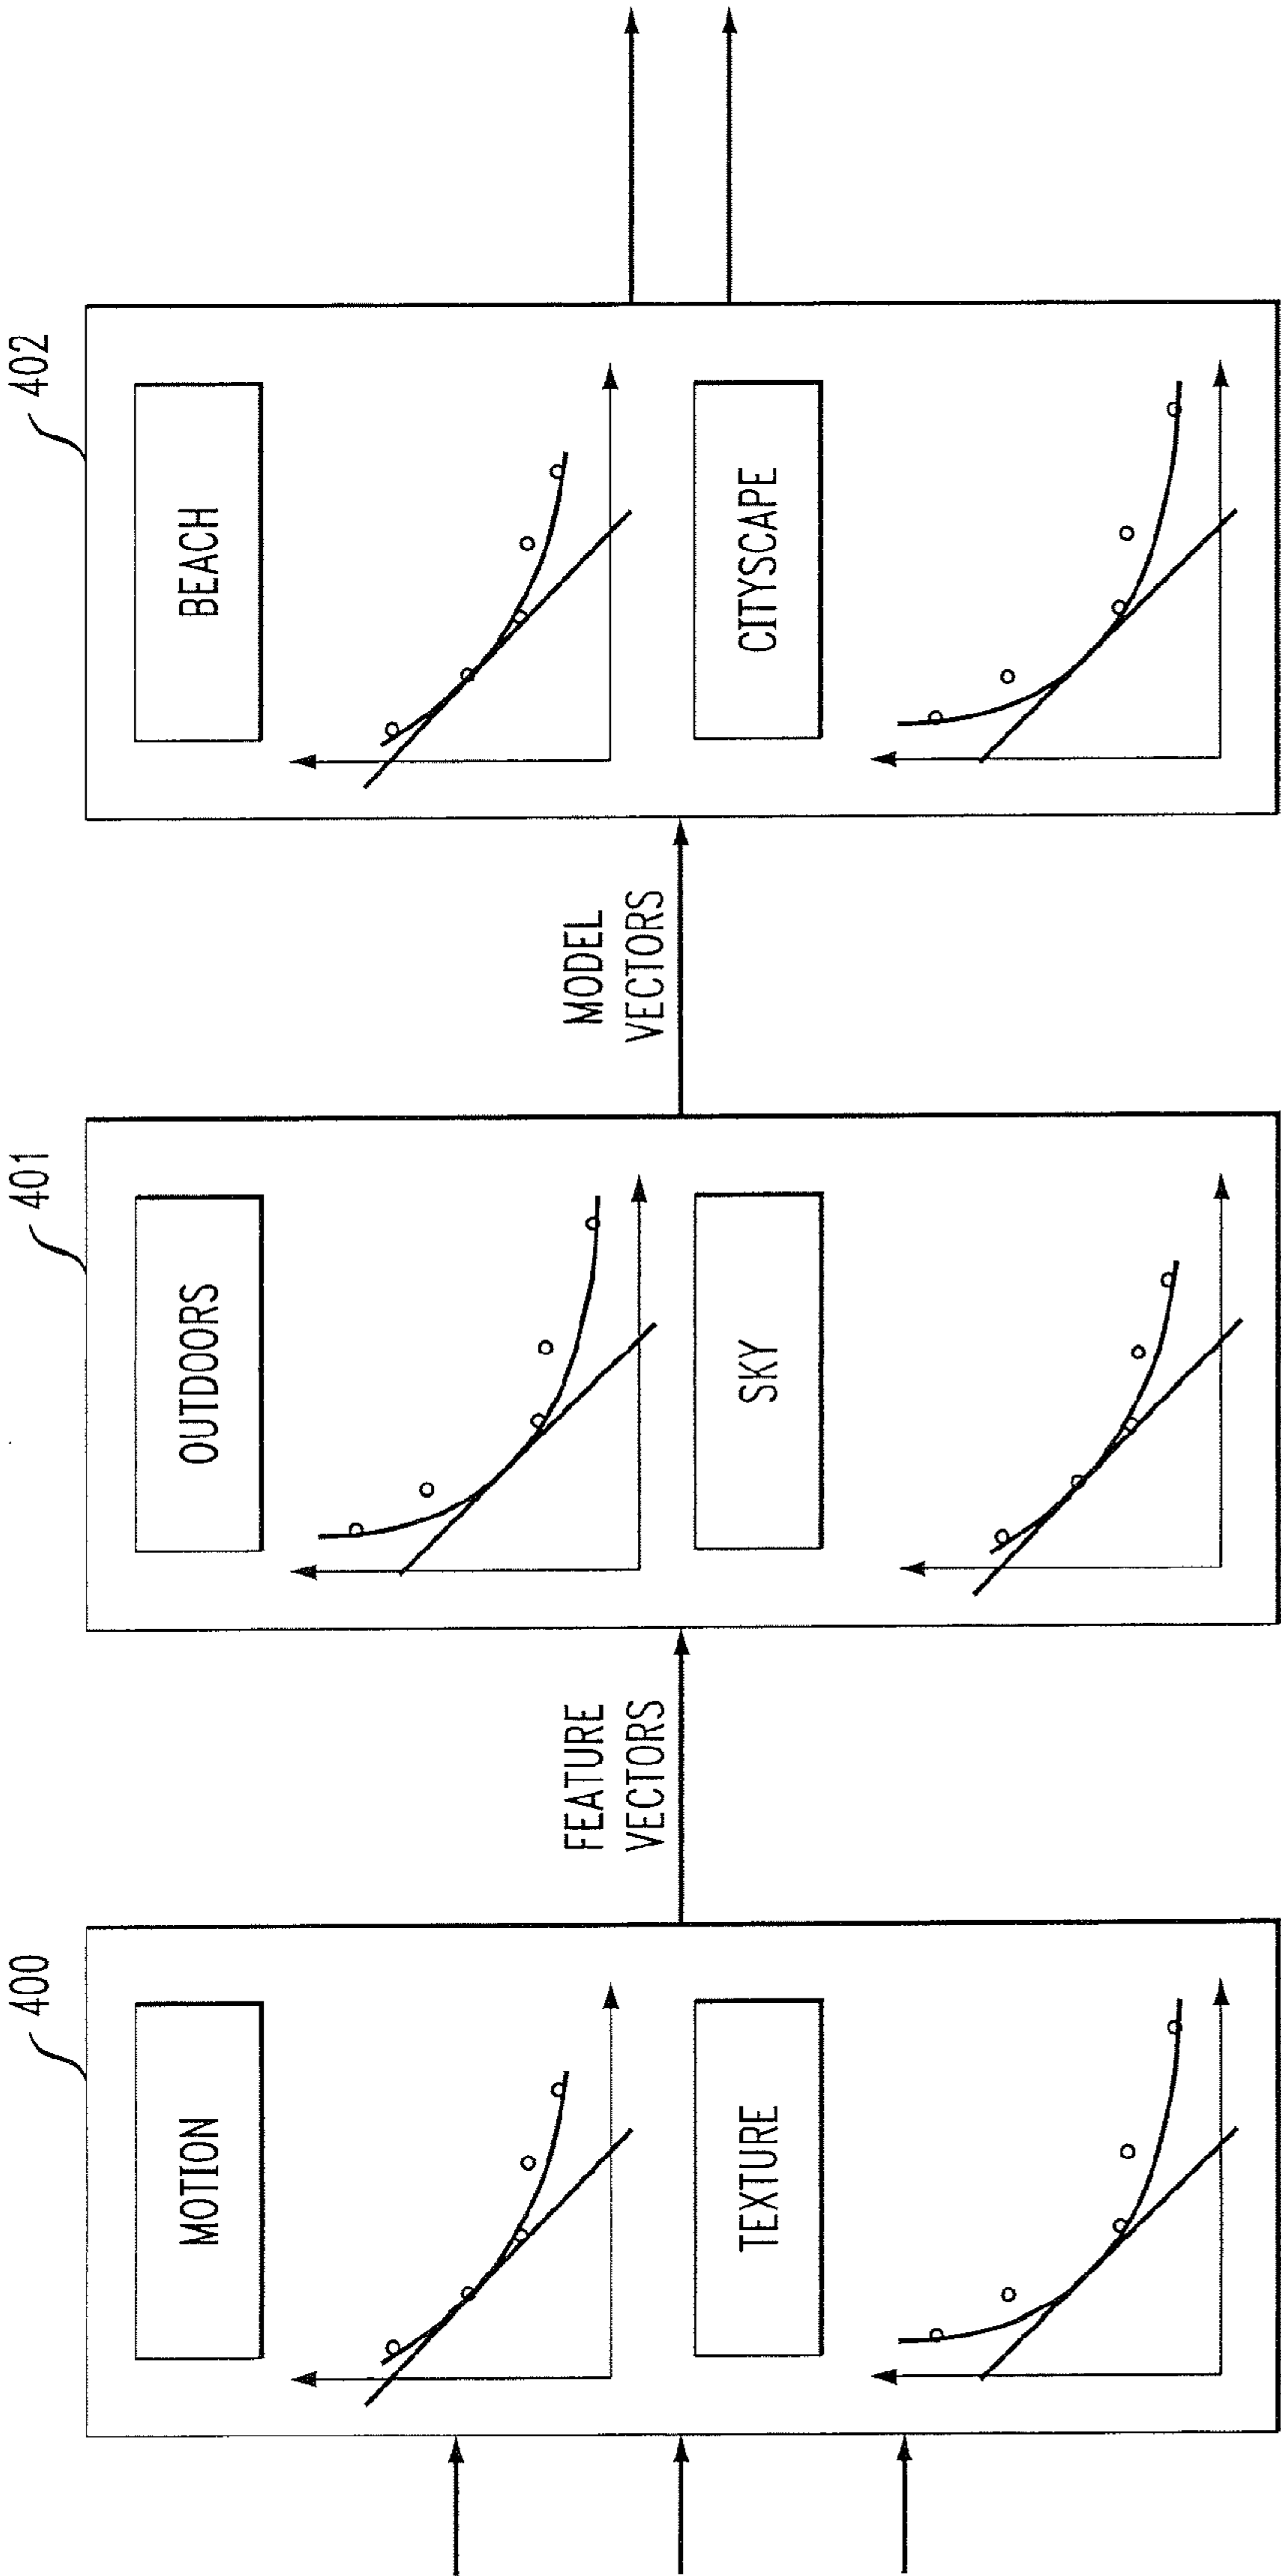 400
MOTION
TEXTURE
FEATURE
VECTORS
401
OUTDOORS
SKY
MODEL
VECTORS
402
BEACH
CITYSCAPE